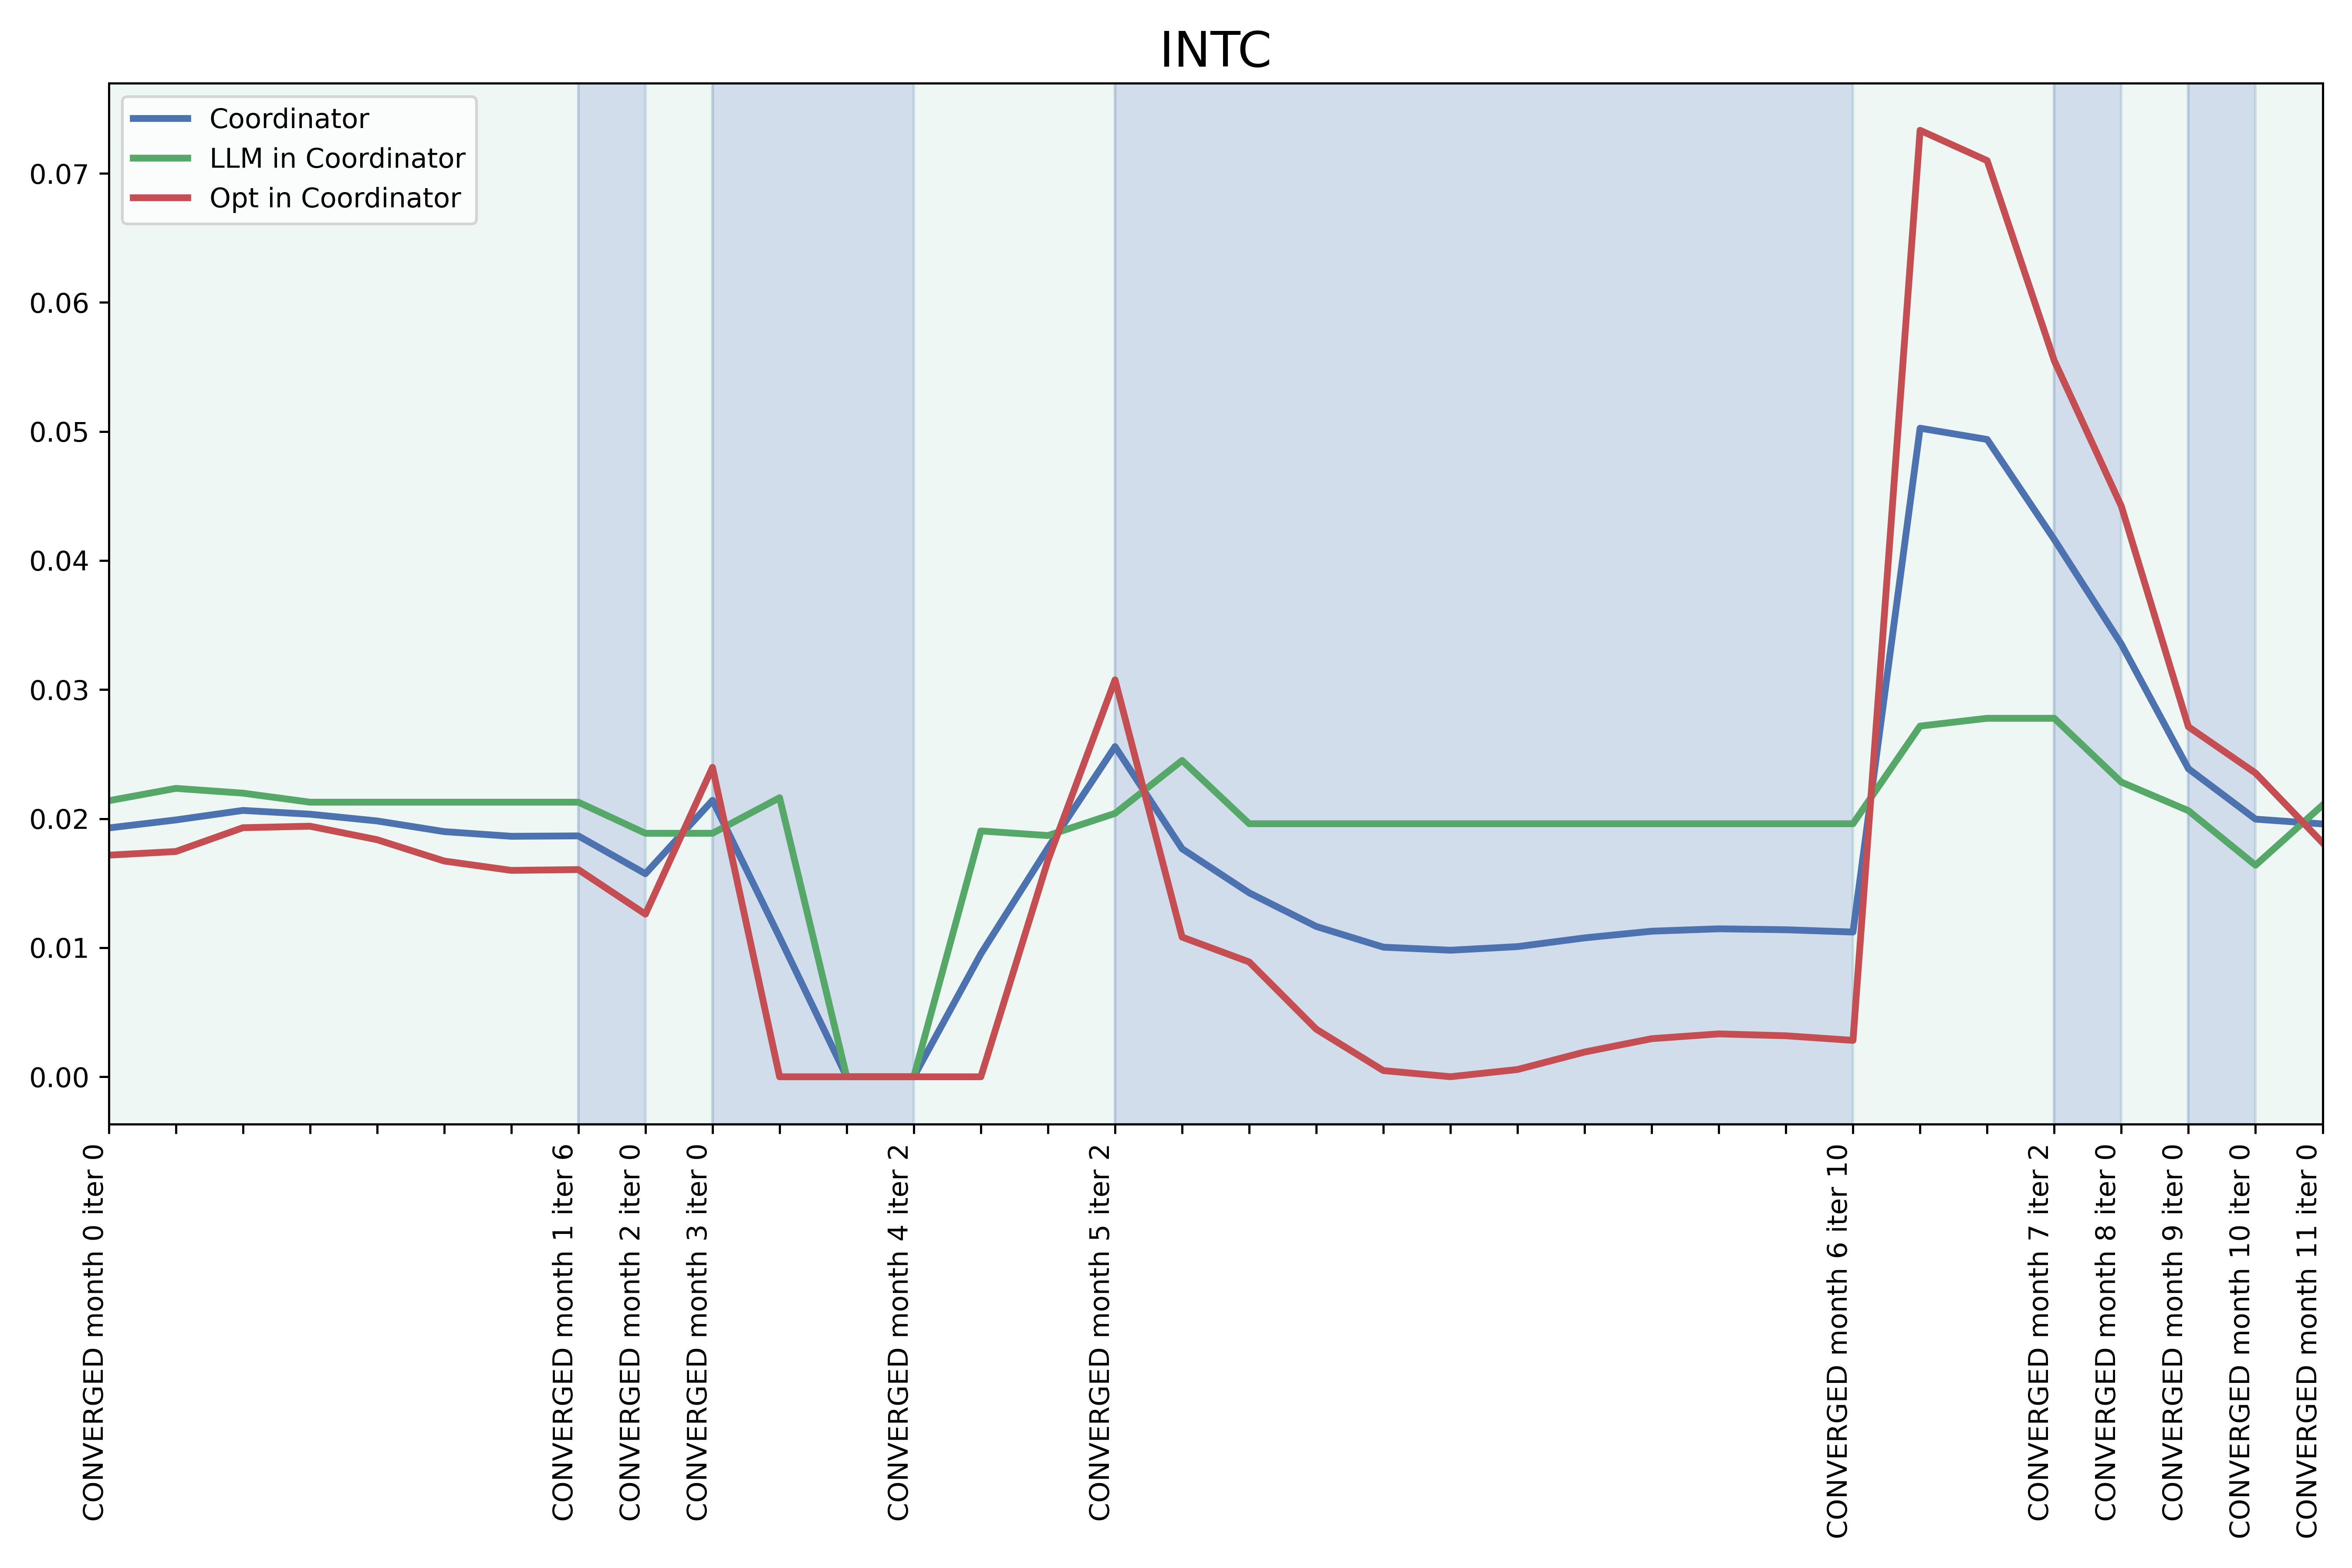 INTC
Coordinator
LLM in Coordinator
Opt in Coordinator
0.07
0.06
0.05
0.04
0.03
0.02
0.01
0.00
CONVERGED month 0 iter 0
CONVERGED month 1 iter 6
CONVERGED month 2 iter 0
CONVERGED month 3 iter 0
CONVERGED month 4 iter 2
CONVERGED month 5 iter 2
CONVERGED month 6 iter 10
CONVERGED month 7 iter 2
CONVERGED month 8 iter 0
CONVERGED month 9 iter 0
CONVERGED month 10 iter 0
CONVERGED month 11 iter 0